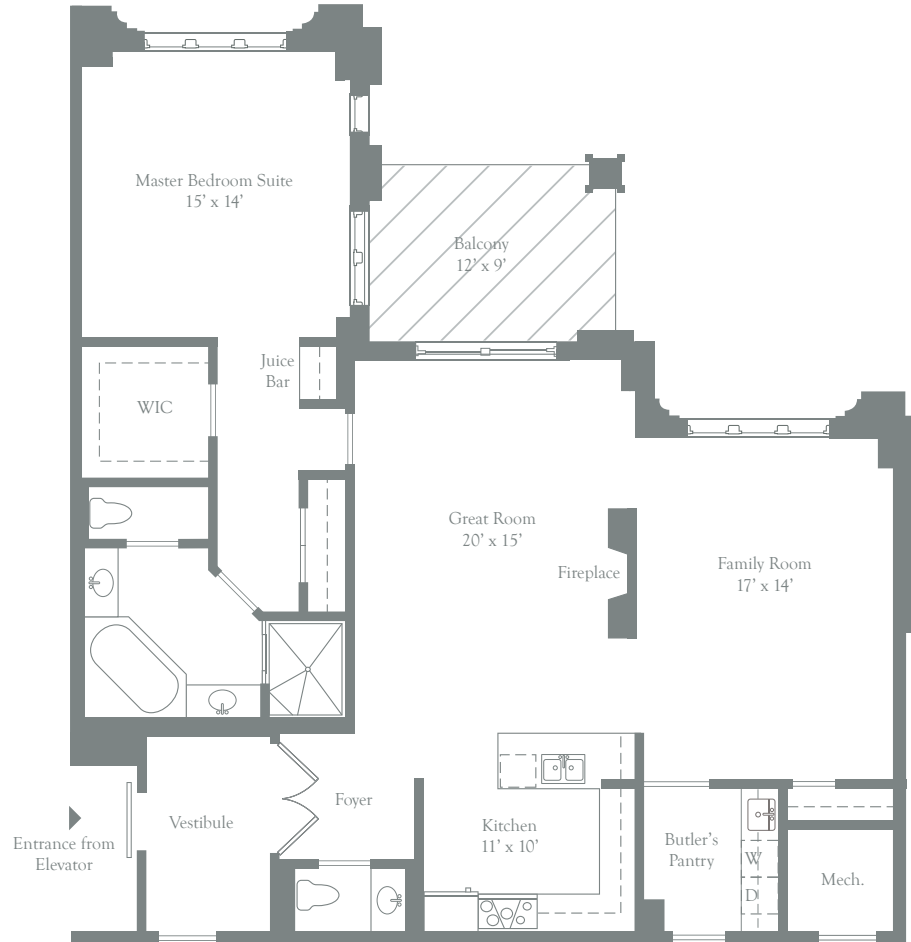 Master Bedroom Suite
15’ x 14’
Balcony
12’ x 9’
Juice
Bar
WIC
Great Room
20’ x 15’
Fireplace
Family Room
17’ x 14’
Foyer
Vestibule
Entrance from
Elevator
Kitchen
11’ x 10’
Butler’s
Pantry
W
D
Mech.